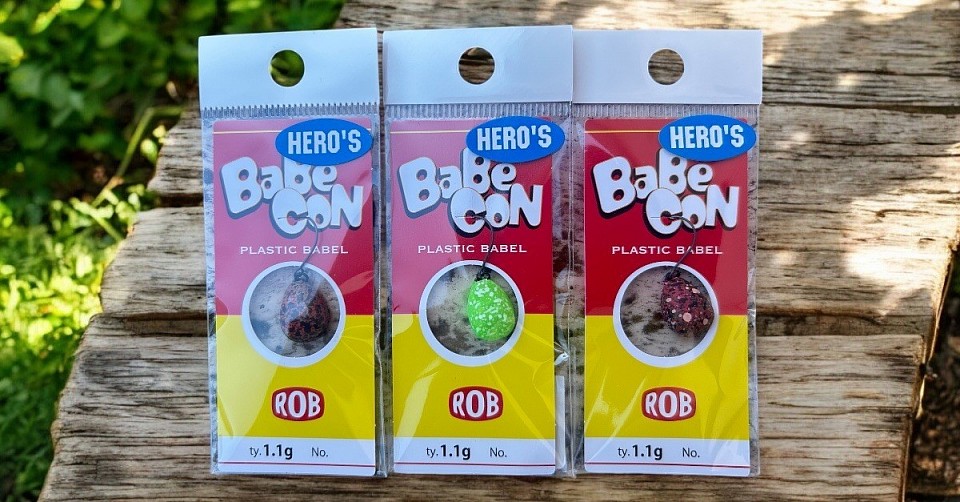 HERO'S
BaBe
CoN
PLASTIC BABEL
ROB
ty. 1.1g No.
HERO'S
BaBe
CoN
PLASTIC BABEL
ROB
ty. 1.1g No.
HERO'S
BaBe
CoN
PLASTIC BABEL
ROB
ty. 1.1g No.